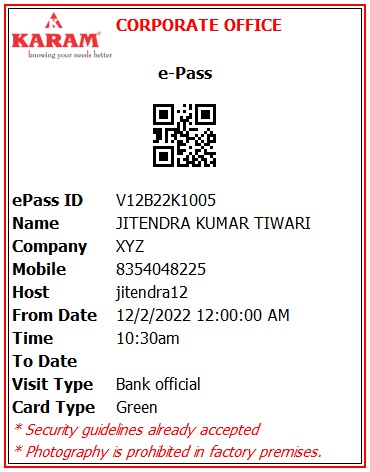 CORPORATE OFFICE
KARAM®
knowing your needs better
e-Pass
ePass ID V12B22K1005
Name JITENDRA KUMAR TIWARI
Company XYZ
Mobile 8354048225
Host jitendra12
From Date 12/2/2022 12:00:00 AM
Time 10:30am
To Date
Visit Type Bank official
Card Type Green
* Security guidelines already accepted
* Photography is prohibited in factory premises.